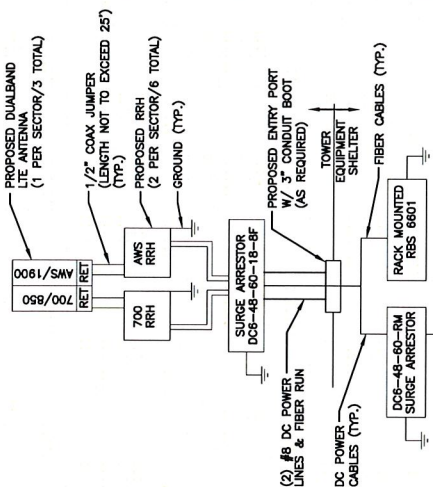 PROPOSED DUALBAND
LTE ANTENNA
(1 PER SECTOR/3 TOTAL)
700/850
AWS/1900
RET
RET
1/2" COAX JUMPER
(LENGTH NOT TO EXCEED 25')
(TYP.)
700
RRH
AWS
RRH
PROPOSED RRH
(2 PER SECTOR/6 TOTAL)
GROUND (TYP.)
SURGE ARRESTOR
DC6-48-60-18-8F
(2) #8 DC POWER
LINES & FIBER RUN
PROPOSED ENTRY PORT
W/ 3" CONDUIT BOOT
(AS REQUIRED)
TOWER
EQUIPMENT
SHELTER
DC POWER
CABLES (TYP.)
FIBER CABLES (TYP.)
DC6-48-60-RM
SURGE ARRESTOR
RACK MOUNTED
RBS 6601